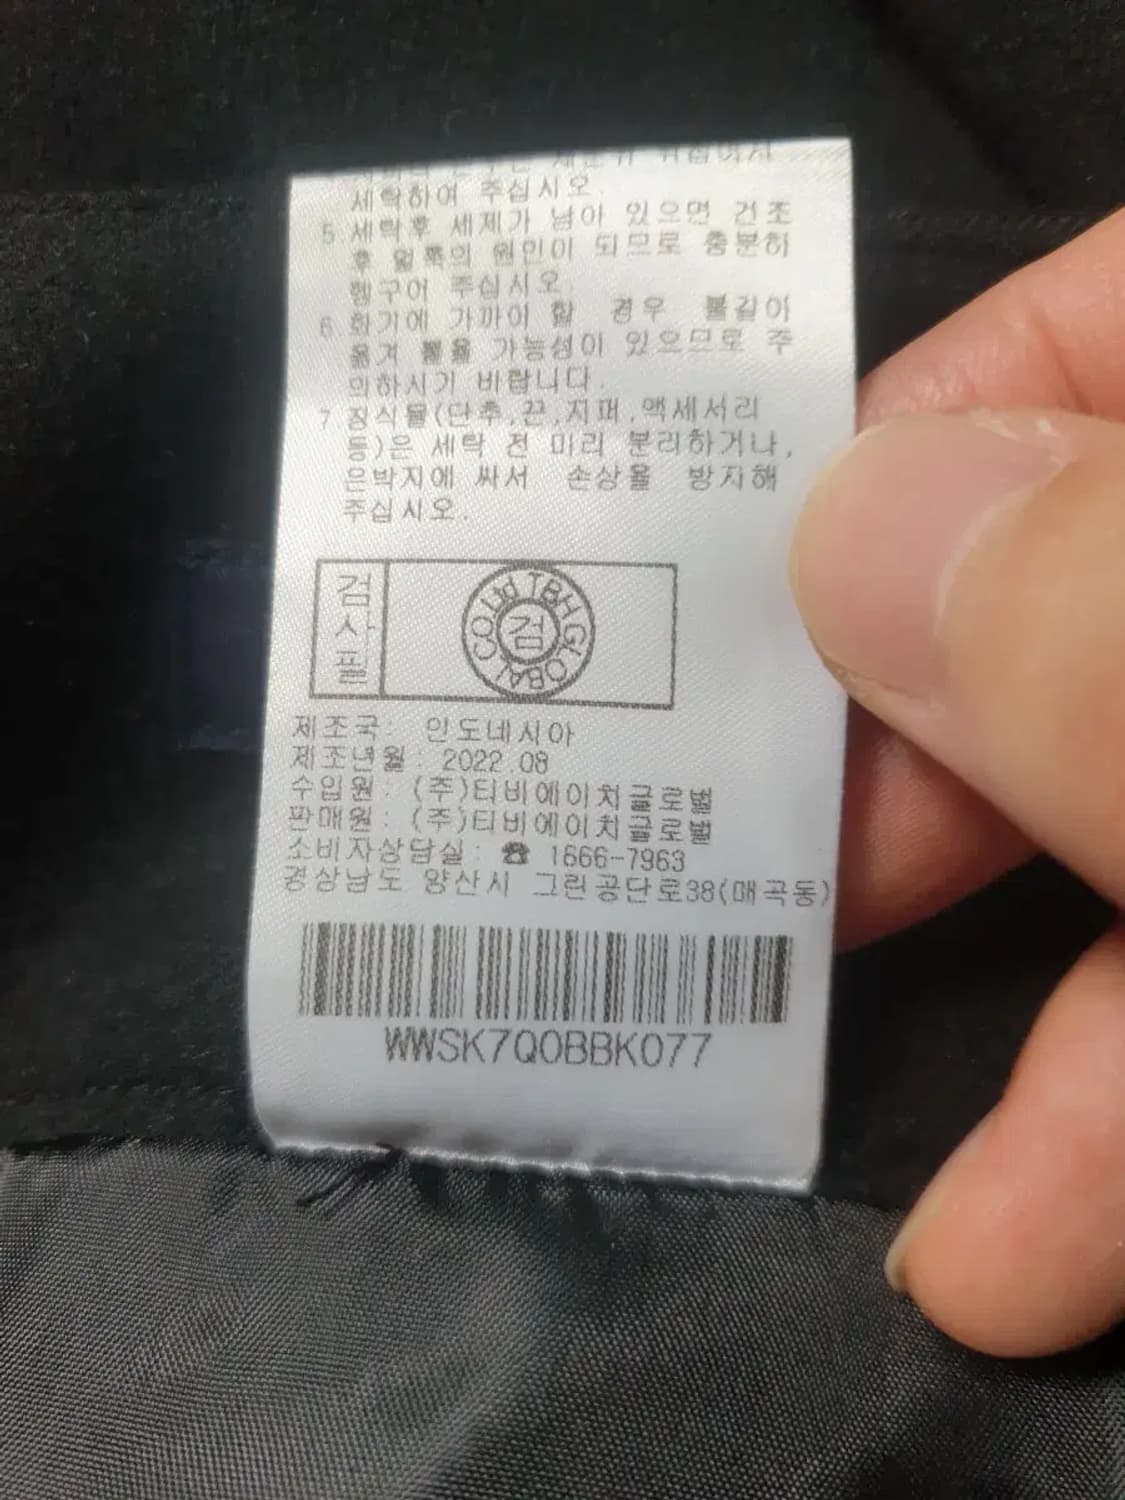 세탁하여 주십시오.
5.세탁후 세제가 남아 있으면 건조
후 얼룩의 원인이 되므로 충분히
헹구어 주십시오.
6.화기에 가까이 할 경우 불길이
옮겨 붙을 가능성이 있으므로 주
의하시기 바랍니다.
7.장식물(단추,끈,지퍼,액세서리
등)은 세탁 전 미리 분리하거나,
은박지에 싸서 손상을 방지해
주십시오.
검사필
TBH GLOBAL CO.Ltd
검
제조국: 인도네시아
제조년월: 2022.08
수입원: (주)티비에이치글로벌
판매원: (주)티비에이치글로벌
소비자상담실: ☎ 1666-7963
경상남도 양산시 그린공단로38(매곡동)
WWSK7Q0BBK077